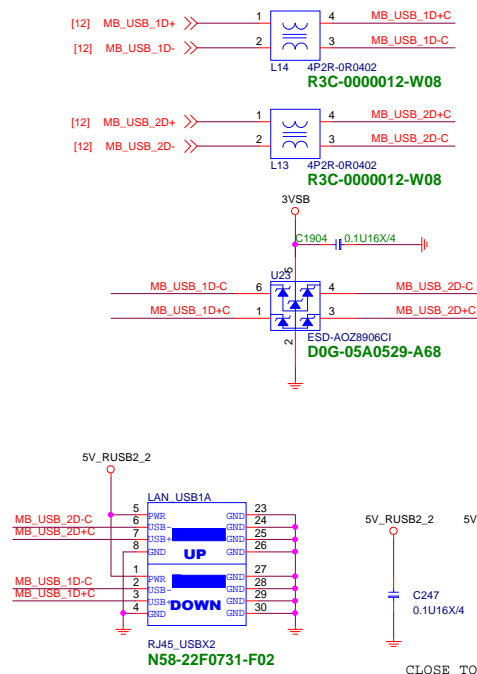 [12] MB_USB_1D+ 1 4 MB_USB_1D+C
[12] MB_USB_1D- 2 3 MB_USB_1D-C
L14 4P2R-0R0402
R3C-0000012-W08
[12] MB_USB_2D+ 1 4 MB_USB_2D+C
[12] MB_USB_2D- 2 3 MB_USB_2D-C
L13 4P2R-0R0402
R3C-0000012-W08
3VSB
C1904 0.1U16X/4
U23 5
MB_USB_1D-C 6 4 MB_USB_2D-C
MB_USB_1D+C 1 3 MB_USB_2D+C
2 ESD-AOZ8906CI
D0G-05A0529-A68
5V_RUSB2_2
LAN_USB1A
5 PWR GND 23
MB_USB_2D-C 6 USB- GND 24
MB_USB_2D+C 7 USB+ GND 25
8 GND UP GND 26
1 PWR GND 27
MB_USB_1D-C 2 USB- GND 28
MB_USB_1D+C 3 USB+ DOWN GND 29
4 GND GND 30
RJ45_USBX2
N58-22F0731-F02
5V_RUSB2_2 5V
C247
0.1U16X/4
CLOSE TO